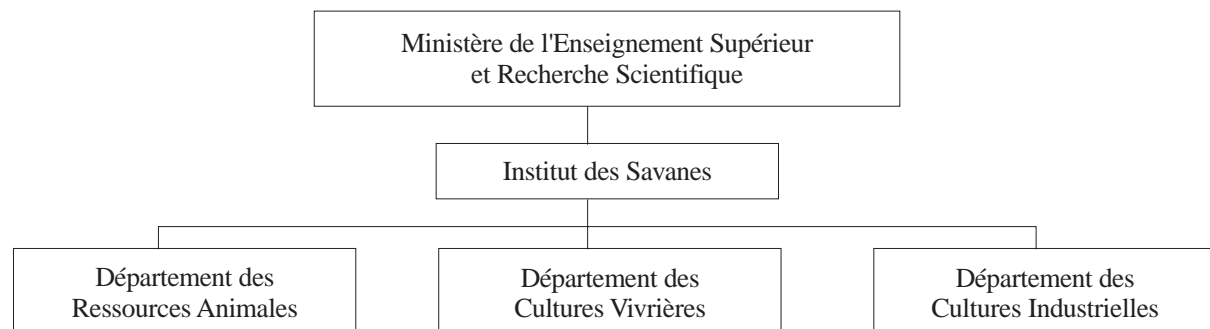 Ministère de l'Enseignement Supérieur
et Recherche Scientifique
Institut des Savanes
Département des
Ressources Animales
Département des
Cultures Vivrières
Département des
Cultures Industrielles